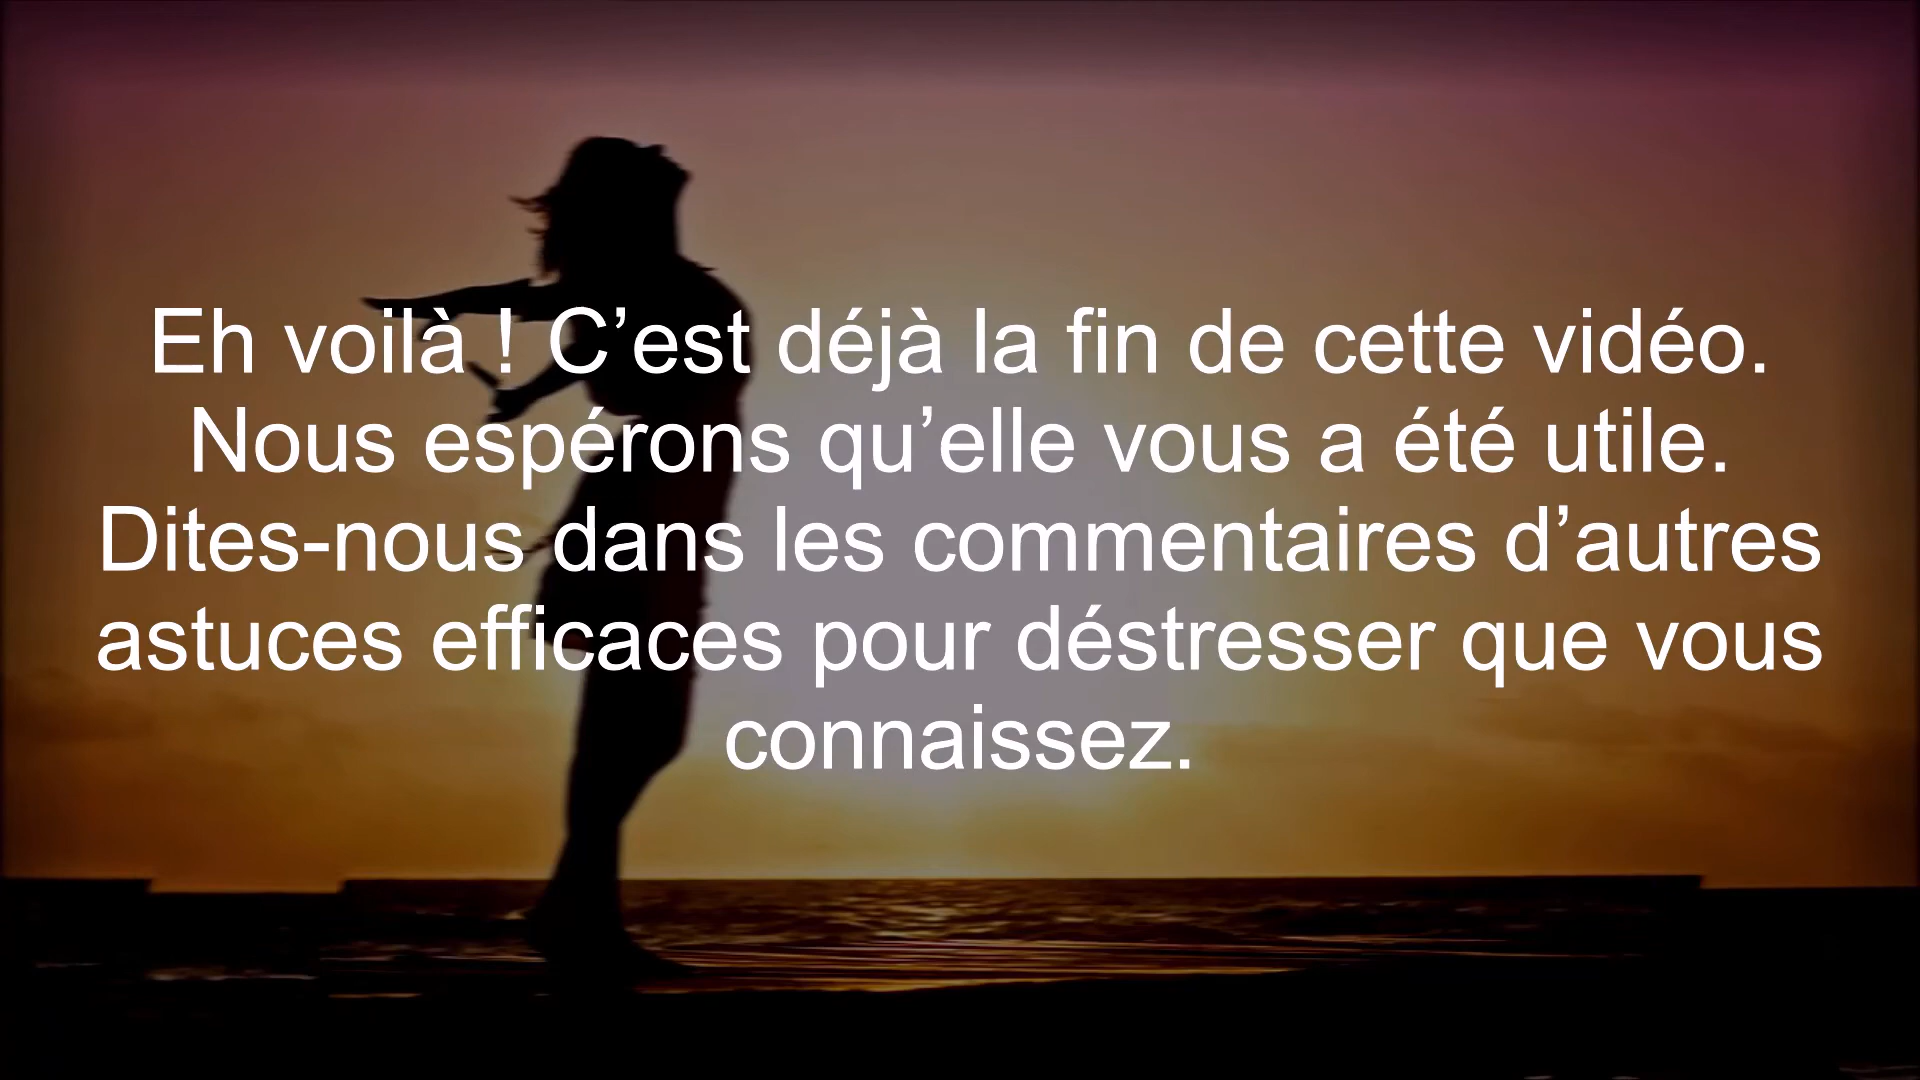 Eh voilà ! C’est déjà la fin de cette vidéo.
Nous espérons qu’elle vous a été utile.
Dites-nous dans les commentaires d’autres
astuces efficaces pour déstresser que vous
connaissez.